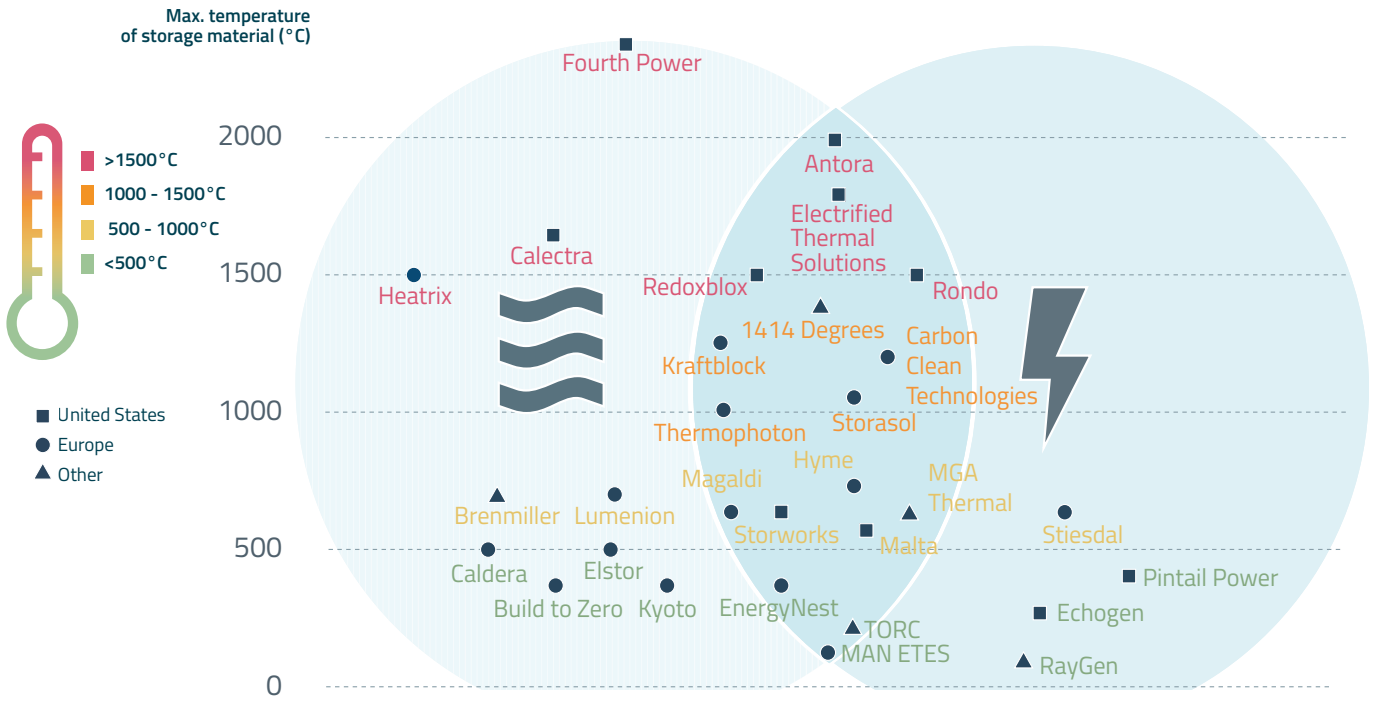 Max. temperature
of storage material (°C)
Fourth Power
2000
>1500°C
Antora
1000 - 1500°C
Electrified
Thermal
Solutions
500 - 1000°C
Calectra
<500°C
1500
Heatrix
Redoxblox
Rondo
1414 Degrees
Carbon
Clean
Technologies
Kraftblock
1000
United States
Europe
Other
Thermophoton
Storasol
Hyme
Magaldi
MGA
Thermal
Brenmiller
Lumenion
Storworks
Malta
Stiesdal
500
Caldera
Elstor
Pintail Power
Build to Zero
Kyoto
EnergyNest
Echogen
TORC
MAN ETES
RayGen
0